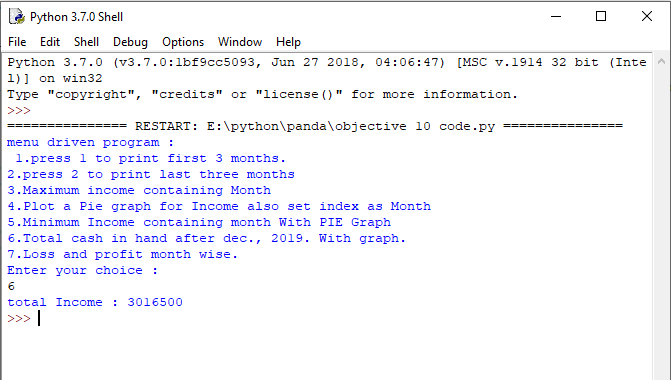 Python 3.7.0 Shell
File Edit Shell Debug Options Window Help
Python 3.7.0 (v3.7.0:1bf9cc5093, Jun 27 2018, 04:06:47) [MSC v.1914 32 bit (Inte
l)] on win32
Type "copyright", "credits" or "license()" for more information.
>>>
=============== RESTART: E:\python\panda\objective 10 code.py ===============
menu driven program :
 1.press 1 to print first 3 months.
2.press 2 to print last three months
3.Maximum income containing Month
4.Plot a Pie graph for Income also set index as Month
5.Minimum Income containing month With PIE Graph
6.Total cash in hand after dec., 2019. With graph.
7.Loss and profit month wise.
Enter your choice :
6
total Income : 3016500
>>>